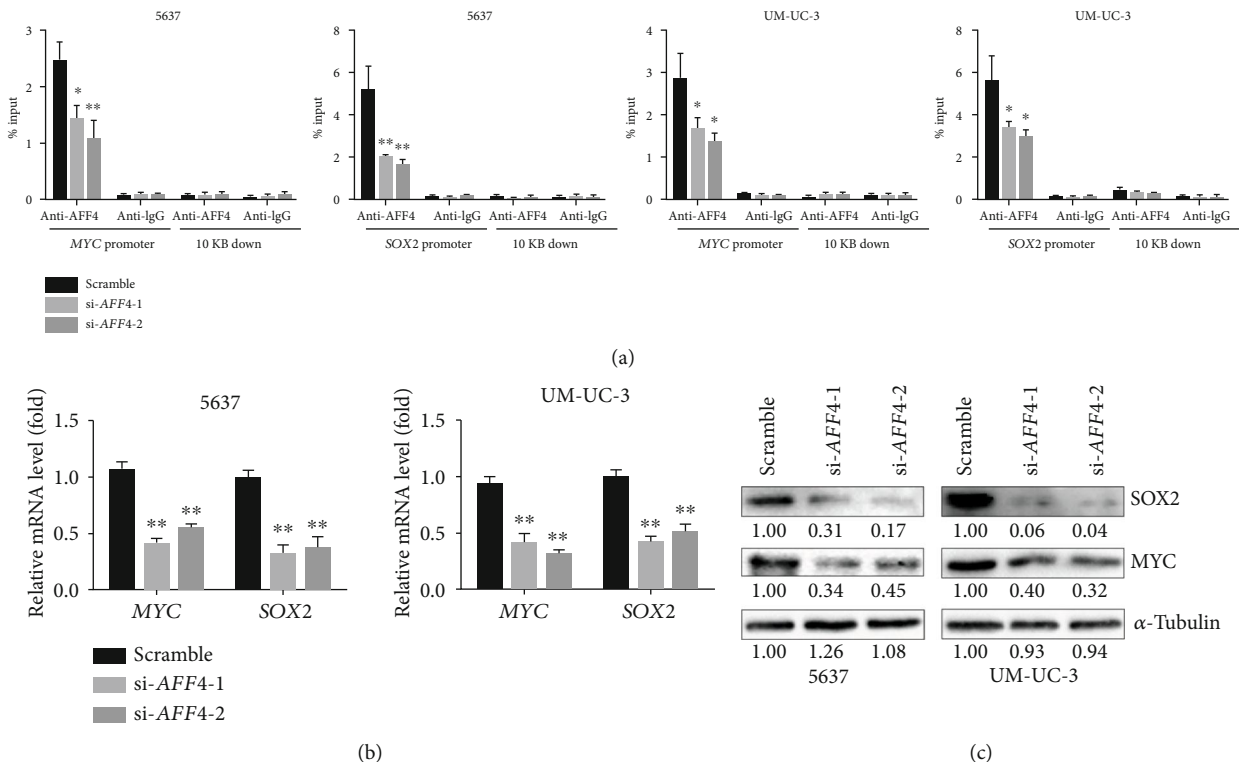 5637
3
2
1
0
% input
* **
Anti-AFF4 Anti-IgG Anti-AFF4 Anti-IgG
MYC promoter 10 KB down
5637
8
6
4
2
0
% input
** **
Anti-AFF4 Anti-IgG Anti-AFF4 Anti-IgG
SOX2 promoter 10 KB down
UM-UC-3
4
3
2
1
0
% input
* *
Anti-AFF4 Anti-IgG Anti-AFF4 Anti-IgG
MYC promoter 10 KB down
UM-UC-3
8
6
4
2
0
% input
* *
Anti-AFF4 Anti-IgG Anti-AFF4 Anti-IgG
SOX2 promoter 10 KB down
Scramble
si-AFF4-1
si-AFF4-2
(a)
5637
Relative mRNA level (fold)
1.5
1.0
0.5
0.0
** ** ** **
MYC SOX2
UM-UC-3
Relative mRNA level (fold)
1.5
1.0
0.5
0.0
** ** ** **
MYC SOX2
Scramble
si-AFF4-1
si-AFF4-2
(b)
Scramble si-AFF4-1 si-AFF4-2 Scramble si-AFF4-1 si-AFF4-2
SOX2
1.00 0.31 0.17 1.00 0.06 0.04
MYC
1.00 0.34 0.45 1.00 0.40 0.32
α-Tubulin
1.00 1.26 1.08 1.00 0.93 0.94
5637 UM-UC-3
(c)